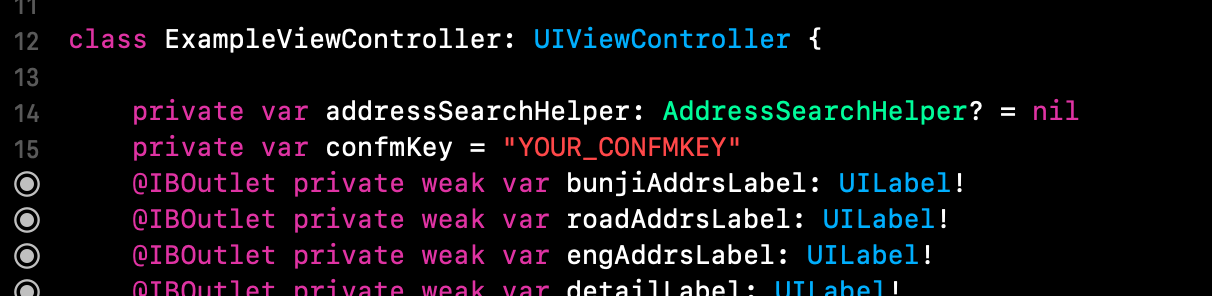 11
12 class ExampleViewController: UIViewController {
13
14 private var addressSearchHelper: AddressSearchHelper? = nil
15 private var confmKey = "YOUR_CONFMKEY"
@IBOutlet private weak var bunjiAddrsLabel: UILabel!
@IBOutlet private weak var roadAddrsLabel: UILabel!
@IBOutlet private weak var engAddrsLabel: UILabel!
@IBOutlet private weak var detailLabel: UILabel!